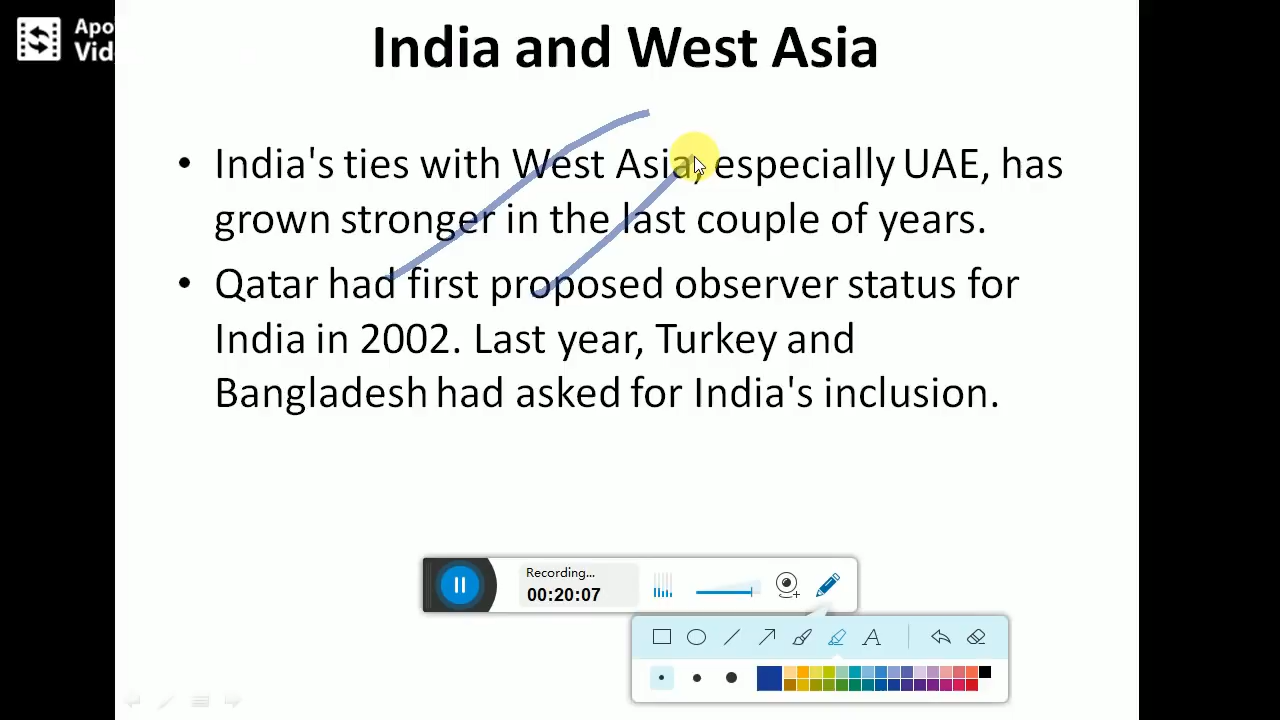 Apo
Vid
India and West Asia
• India's ties with West Asia, especially UAE, has
grown stronger in the last couple of years.
• Qatar had first proposed observer status for
India in 2002. Last year, Turkey and
Bangladesh had asked for India's inclusion.
Recording...
00:20:07
A